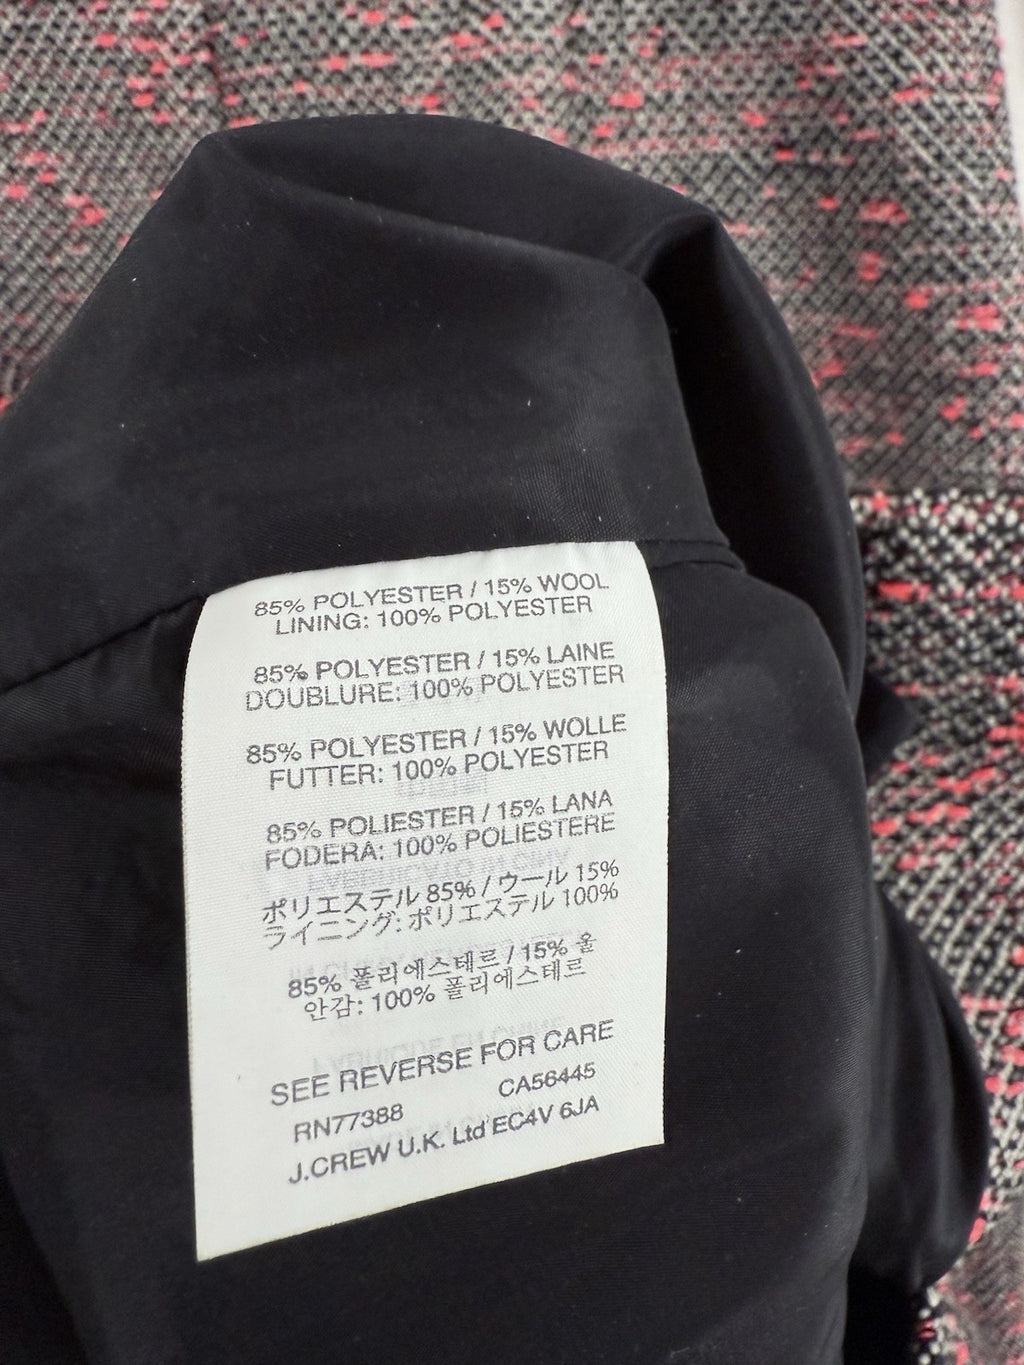 85% POLYESTER / 15% WOOL
LINING: 100% POLYESTER
85% POLYESTER / 15% LAINE
DOUBLURE: 100% POLYESTER
85% POLYESTER / 15% WOLLE
FUTTER: 100% POLYESTER
85% POLIESTER / 15% LANA
FODERA: 100% POLIESTERE
ポリエステル 85% / ウール 15%
ライニング: ポリエステル 100%
85% 폴리에스테르 / 15% 울
안감: 100% 폴리에스테르
SEE REVERSE FOR CARE
RN77388 CA56445
J.CREW U.K. Ltd EC4V 6JA